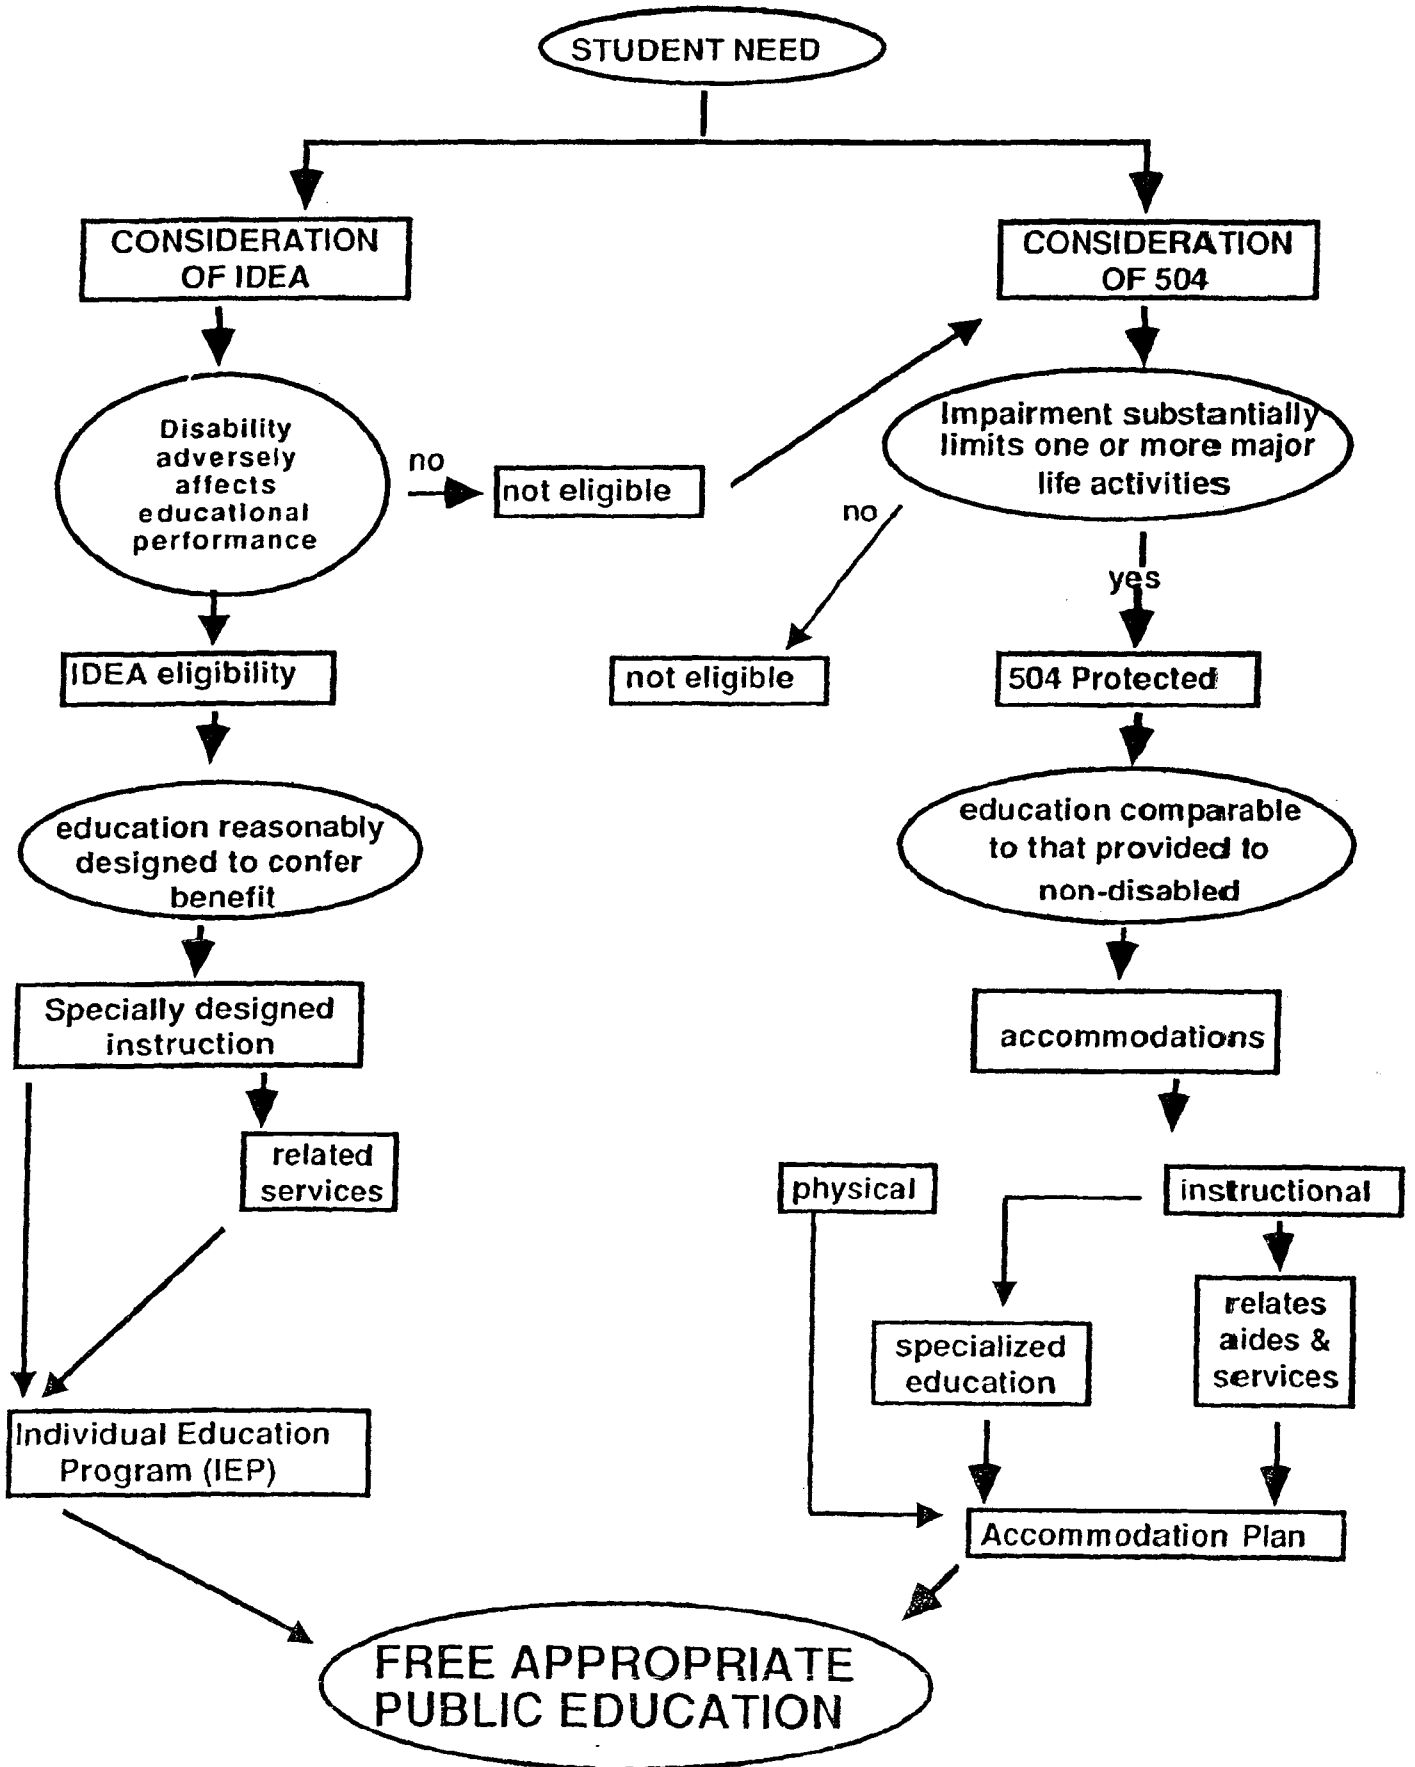 STUDENT NEED
CONSIDERATION
OF IDEA
CONSIDERATION
OF 504
Disability
adversely
affects
educational
performance
no
not eligible
Impairment substantially
limits one or more major
life activities
no
yes
IDEA eligibility
not eligible
504 Protected
education reasonably
designed to confer
benefit
education comparable
to that provided to
non-disabled
Specially designed
instruction
accommodations
related
services
physical
instructional
specialized
education
relates
aides &
services
Individual Education
Program (IEP)
Accommodation Plan
FREE APPROPRIATE
PUBLIC EDUCATION